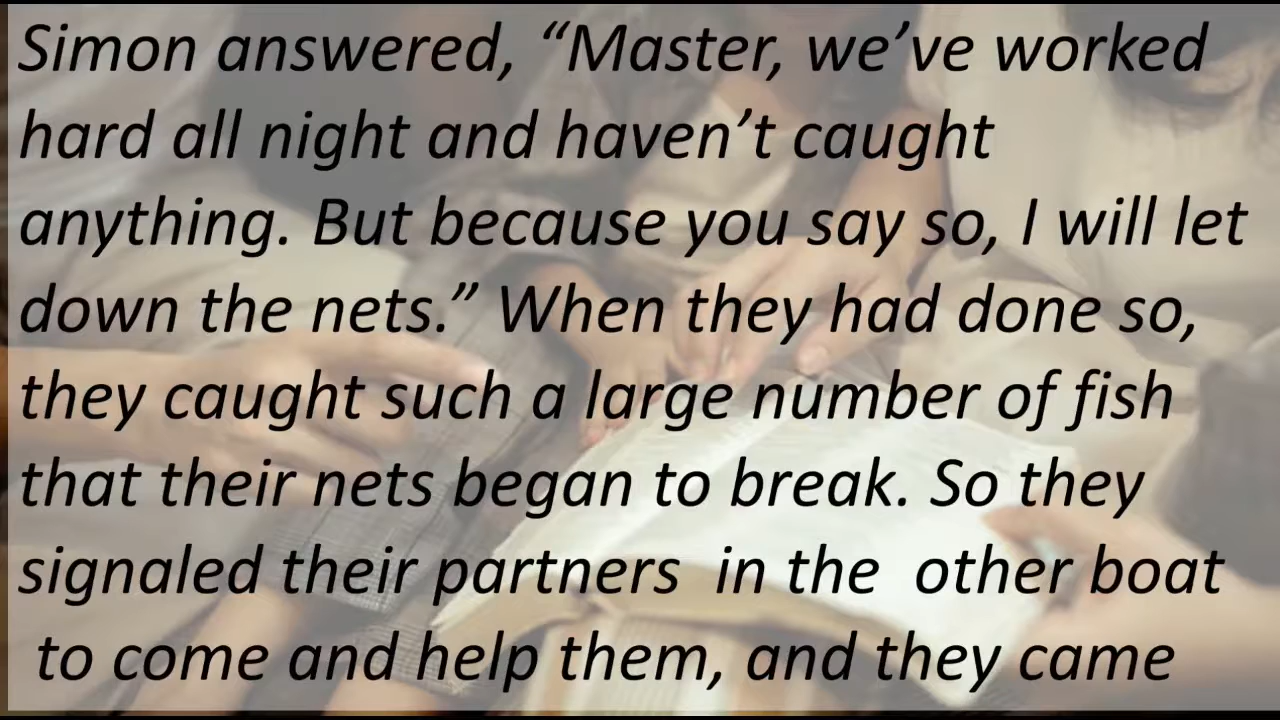 Simon answered, “Master, we’ve worked
hard all night and haven’t caught
anything. But because you say so, I will let
down the nets.” When they had done so,
they caught such a large number of fish
that their nets began to break. So they
signaled their partners  in the  other boat
to come and help them, and they came